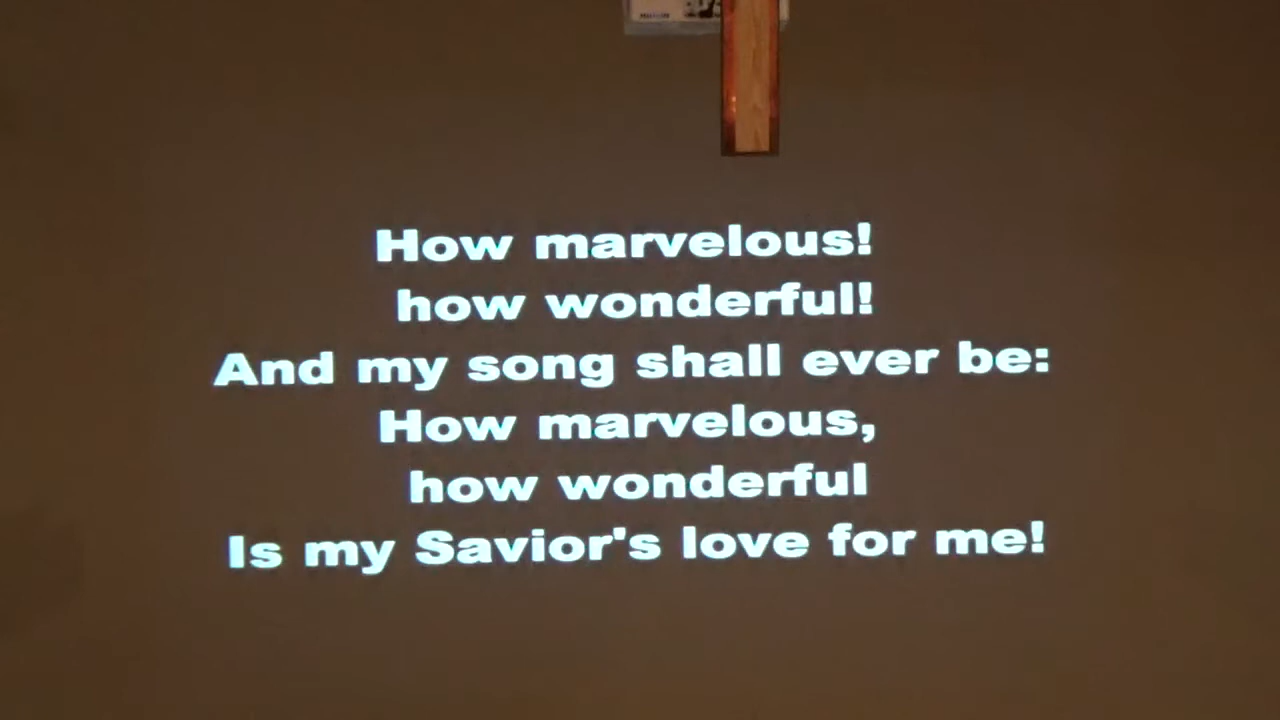 How marvelous!
how wonderful!
And my song shall ever be:
How marvelous,
how wonderful
Is my Savior's love for me!